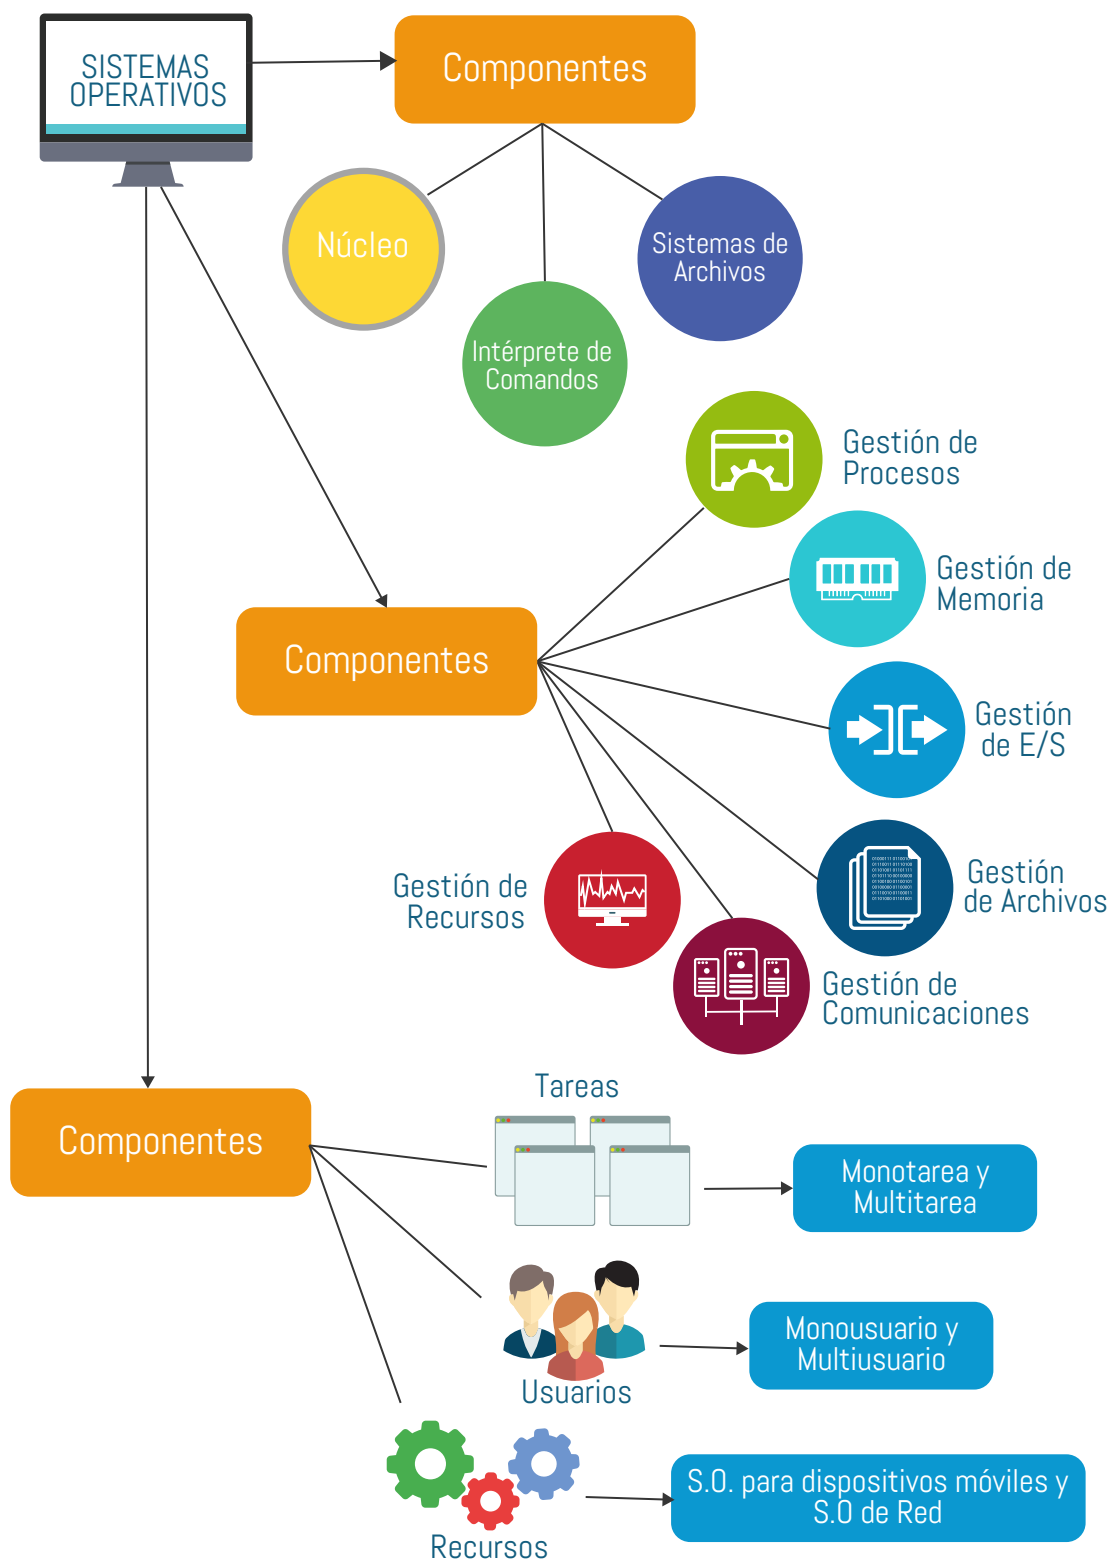 SISTEMAS
OPERATIVOS
Componentes
Núcleo
Sistemas de
Archivos
Intérprete de
Comandos
Gestión de
Procesos
Gestión de
Memoria
Componentes
Gestión
de E/S
Gestión
de Archivos
Gestión de
Recursos
Gestión de
Comunicaciones
Tareas
Componentes
Monotarea y
Multitarea
Monousuario y
Multiusuario
Usuarios
S.O. para dispositivos móviles y
S.O de Red
Recursos